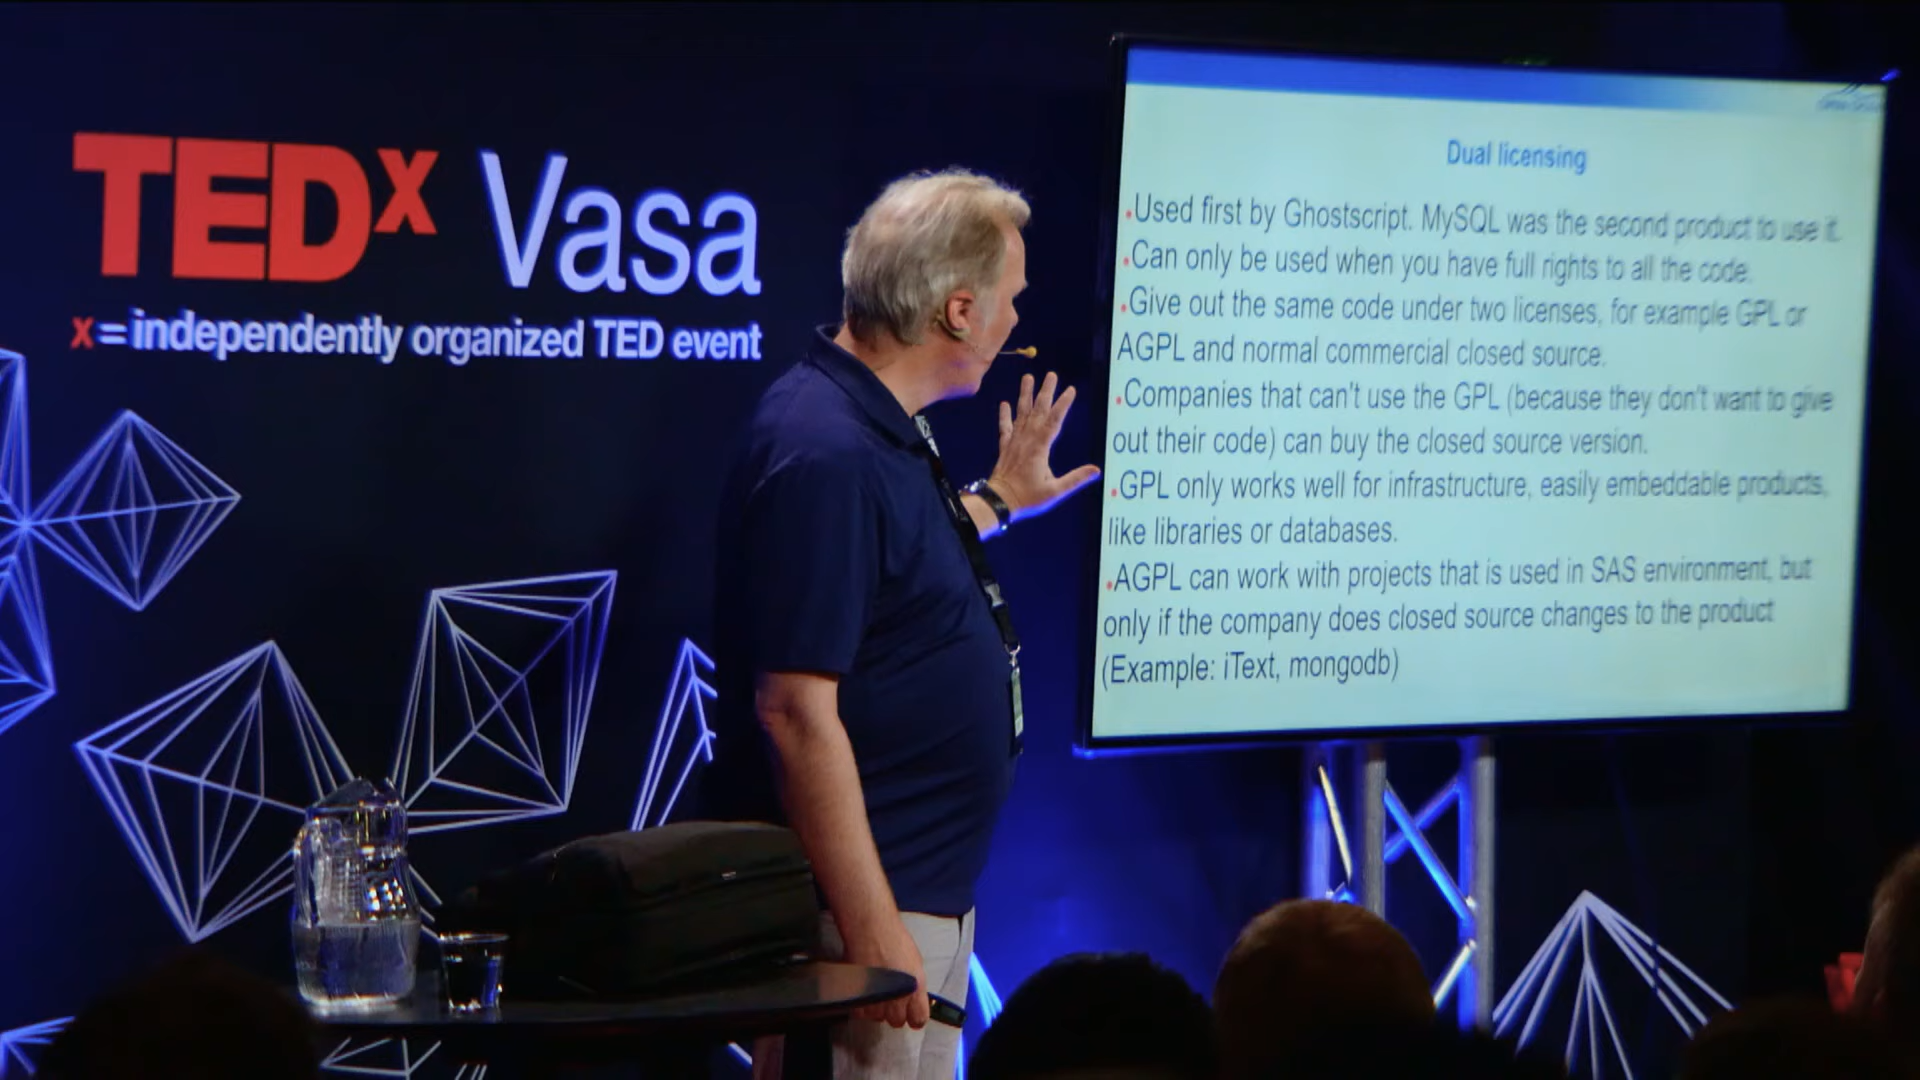 TEDx Vasa
x = independently organized TED event
Dual licensing
.Used first by Ghostscript. MySQL was the second product to use it.
.Can only be used when you have full rights to all the code.
.Give out the same code under two licenses, for example GPL or
AGPL and normal commercial closed source.
.Companies that can't use the GPL (because they don't want to give
out their code) can buy the closed source version.
.GPL only works well for infrastructure, easily embeddable products,
like libraries or databases.
.AGPL can work with projects that is used in SAS environment, but
only if the company does closed source changes to the product
(Example: iText, mongodb)